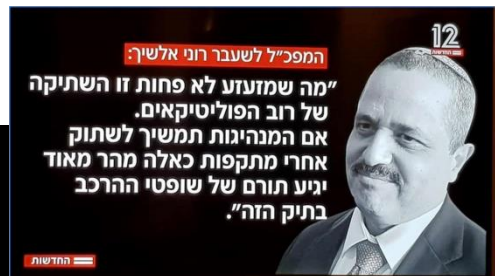 12
החדשות
המפכ"ל לשעבר רוני אלשיך:
"מה שמזעזע לא פחות זו השתיקה
של רוב הפוליטיקאים.
אם המנהיגות תמשיך לשתוק
אחרי מתקפות כאלה מהר מאוד
יגיע תורם של שופטי ההרכב
בתיק הזה".
החדשות